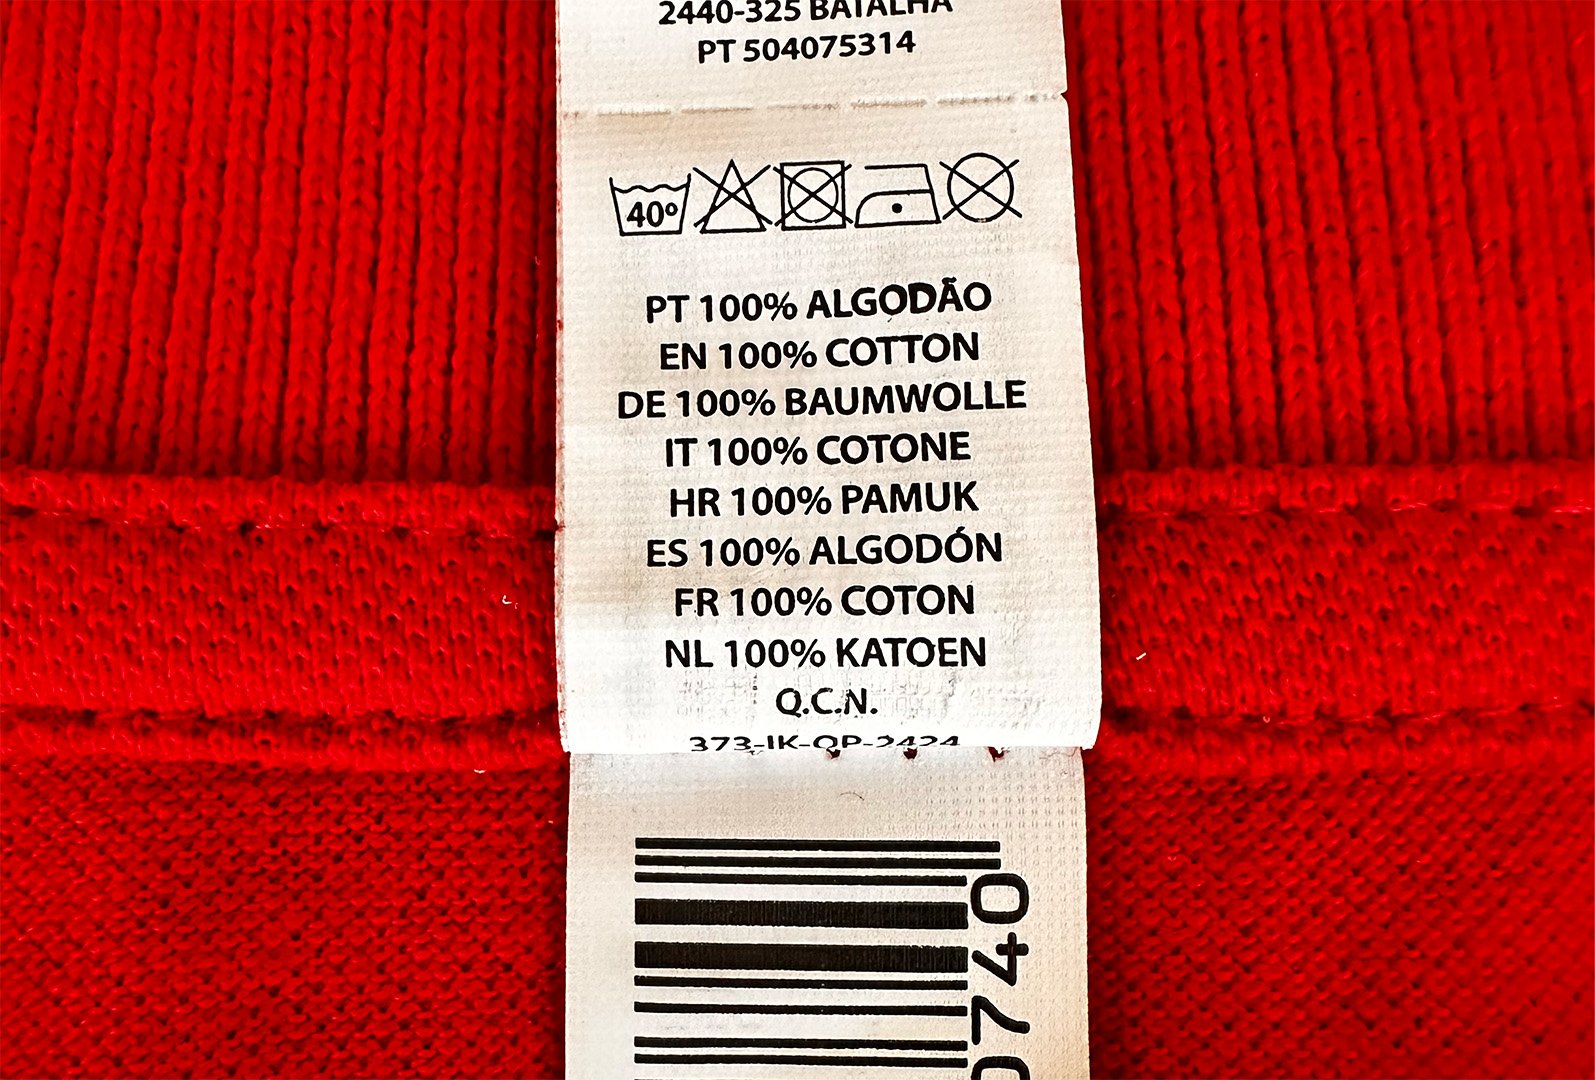 2440-325 BATALHA
PT 504075314
40º
PT 100% ALGODÃO
EN 100% COTTON
DE 100% BAUMWOLLE
IT 100% COTONE
HR 100% PAMUK
ES 100% ALGODÓN
FR 100% COTON
NL 100% KATOEN
Q.C.N.
373-IK-QP-2424
0740